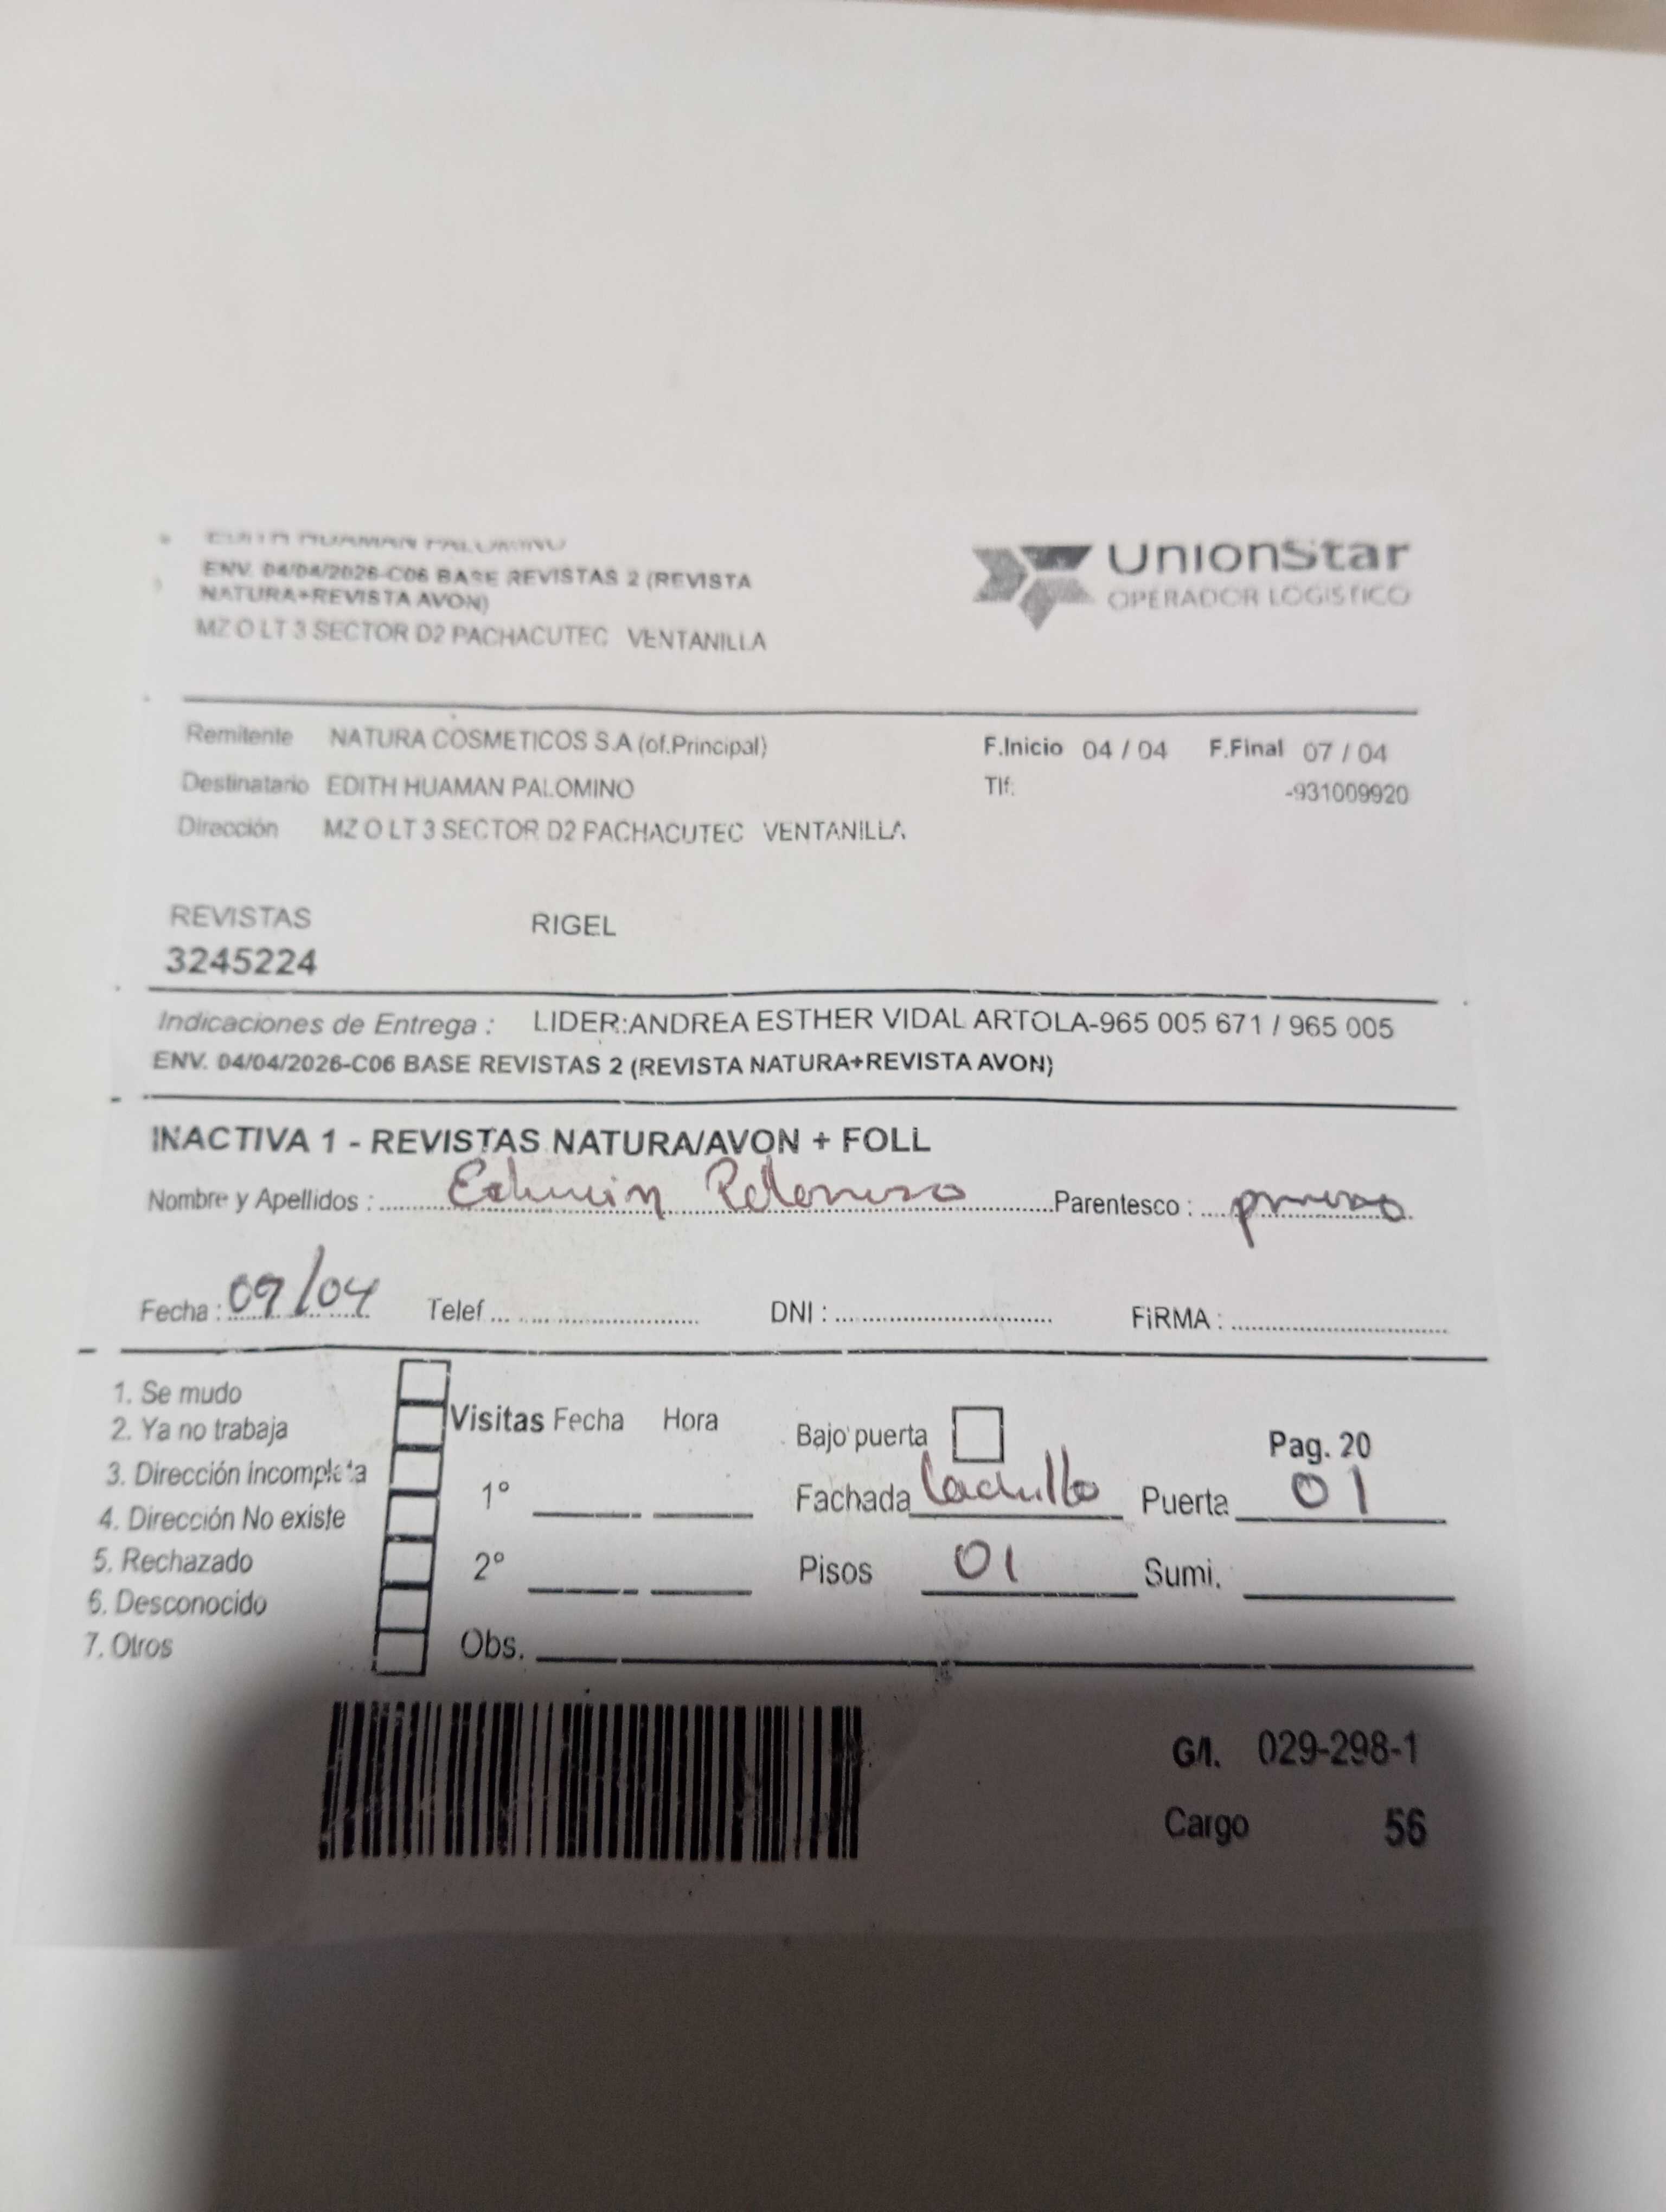 EDITH HUAMAN PALOMINO
UnionStar
OPERADOR LOGISTICO
ENV. 04/04/2026-C06 BASE REVISTAS 2 (REVISTA
NATURA+REVISTA AVON)
MZ O LT 3 SECTOR D2 PACHACUTEC VENTANILLA
Remitente NATURA COSMETICOS S.A (of.Principal) F.Inicio 04 / 04 F.Final 07 / 04
Destinatario EDITH HUAMAN PALOMINO Tlf: -931009920
Dirección MZ O LT 3 SECTOR D2 PACHACUTEC VENTANILLA
REVISTAS RIGEL
3245224
Indicaciones de Entrega : LIDER:ANDREA ESTHER VIDAL ARTOLA-965 005 671 / 965 005
ENV. 04/04/2026-C06 BASE REVISTAS 2 (REVISTA NATURA+REVISTA AVON)
INACTIVA 1 - REVISTAS NATURA/AVON + FOLL
Nombre y Apellidos : Parentesco :
Fecha : Telef DNI : FiRMA :
1. Se mudo
2. Ya no trabaja
3. Dirección incompleta
4. Dirección No existe
5. Rechazado
6. Desconocido
7. Otros
Visitas Fecha Hora
1°
2°
Obs.
Bajo puerta Pag. 20
Fachada ladrillo Puerta 01
Pisos 01 Sumi.
G/I. 029-298-1
Cargo 56